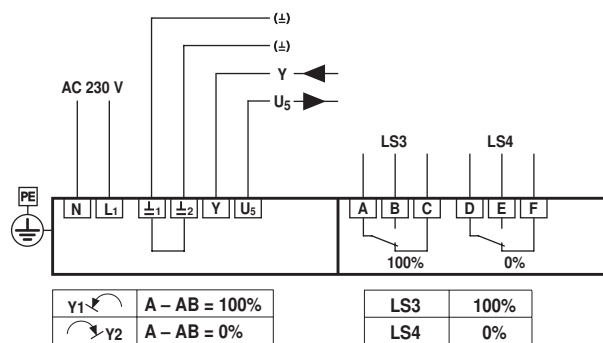 (⊥)
(⊥)
Y
U5
AC 230 V
LS3 LS4
PE
N L1 ⊥1 ⊥2 Y U5 A B C D E F
100% 0%
Y1 A – AB = 100%
Y2 A – AB = 0%
LS3 100%
LS4 0%